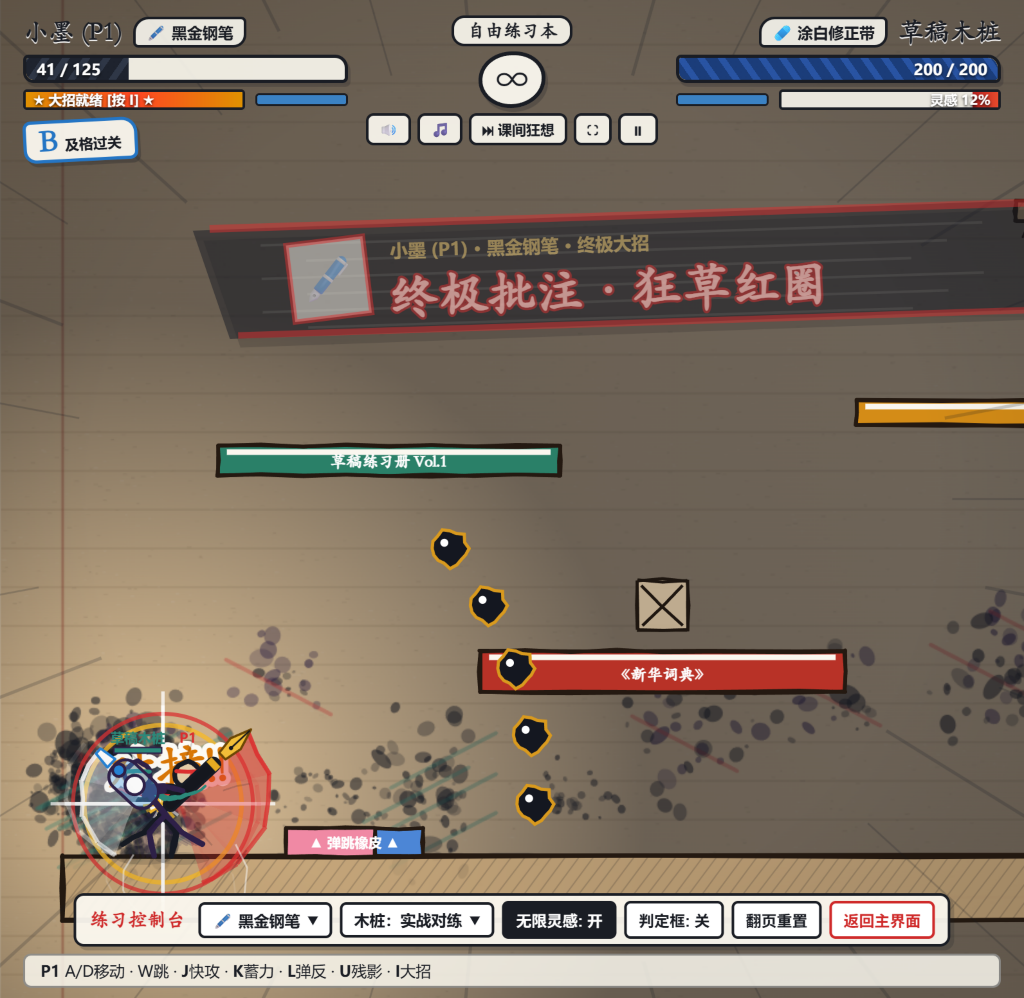 小墨 (P1)
黑金钢笔
自由练习本
涂白修正带
草稿木桩
41 / 125
∞
200 / 200
★ 大招就绪 [按 I] ★
灵感 12%
B 及格过关
课间狂想
小墨 (P1)·黑金钢笔·终极大招
终极批注·狂草红圈
草稿练习册 Vol.1
《新华词典》
P1
▲ 弹跳橡皮 ▲
练习控制台
黑金钢笔 ▼
木桩: 实战对练 ▼
无限灵感: 开
判定框: 关
翻页重置
返回主界面
P1 A/D移动 · W跳 · J快攻 · K蓄力 · L弹反 · U残影 · I大招